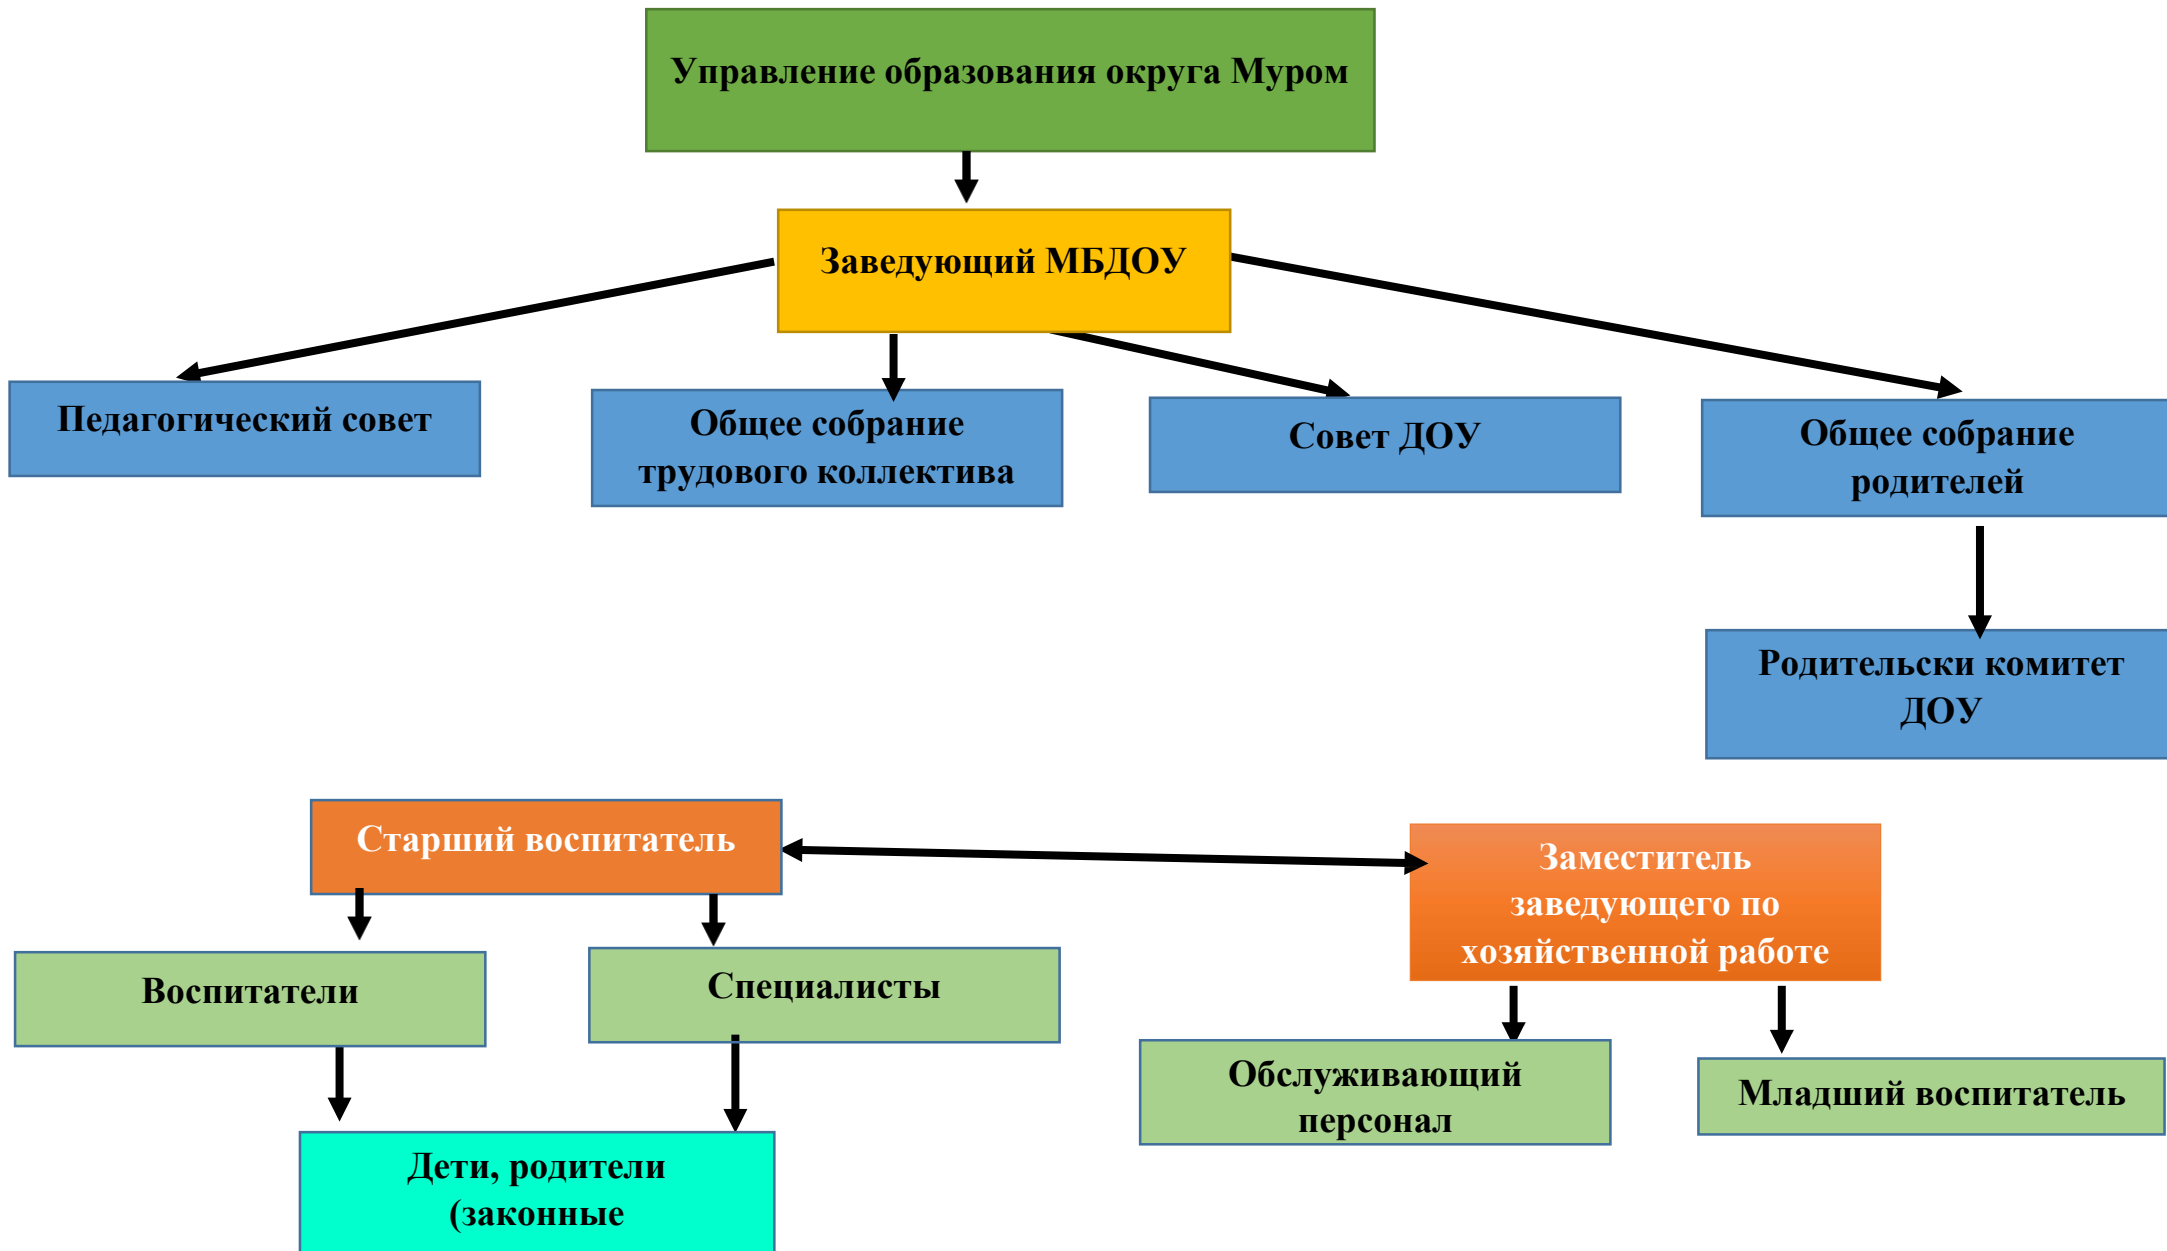 Управление образования округа Муром
Заведующий МБДОУ
Педагогический совет
Общее собрание
трудового коллектива
Совет ДОУ
Общее собрание
родителей
Родительски комитет
ДОУ
Старший воспитатель
Заместитель
заведующего по
хозяйственной работе
Воспитатели
Специалисты
Обслуживающий
персонал
Младший воспитатель
Дети, родители
(законные